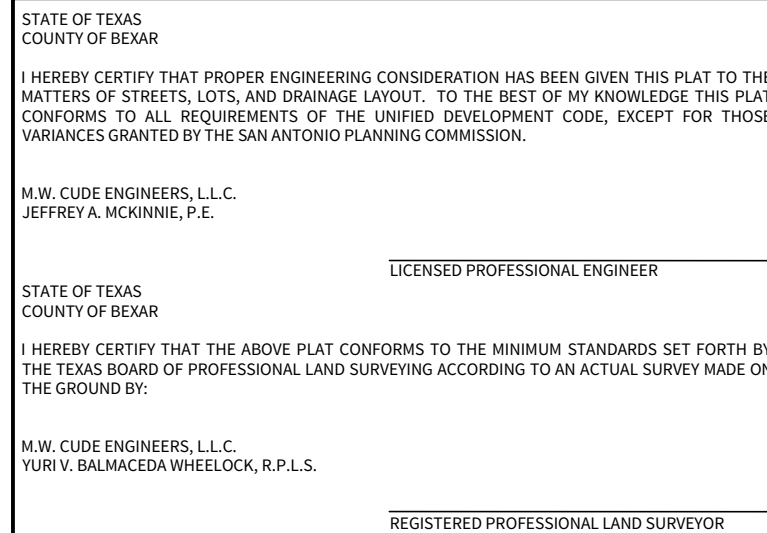 STATE OF TEXAS
COUNTY OF BEXAR
I HEREBY CERTIFY THAT PROPER ENGINEERING CONSIDERATION HAS BEEN GIVEN THIS PLAT TO THE
MATTERS OF STREETS, LOTS, AND DRAINAGE LAYOUT. TO THE BEST OF MY KNOWLEDGE THIS PLAT
CONFORMS TO ALL REQUIREMENTS OF THE UNIFIED DEVELOPMENT CODE, EXCEPT FOR THOSE
VARIANCES GRANTED BY THE SAN ANTONIO PLANNING COMMISSION.
M.W. CUDE ENGINEERS, L.L.C.
JEFFREY A. MCKINNIE, P.E.
LICENSED PROFESSIONAL ENGINEER
STATE OF TEXAS
COUNTY OF BEXAR
I HEREBY CERTIFY THAT THE ABOVE PLAT CONFORMS TO THE MINIMUM STANDARDS SET FORTH BY
THE TEXAS BOARD OF PROFESSIONAL LAND SURVEYING ACCORDING TO AN ACTUAL SURVEY MADE ON
THE GROUND BY:
M.W. CUDE ENGINEERS, L.L.C.
YURI V. BALMACEDA WHEELOCK, R.P.L.S.
REGISTERED PROFESSIONAL LAND SURVEYOR